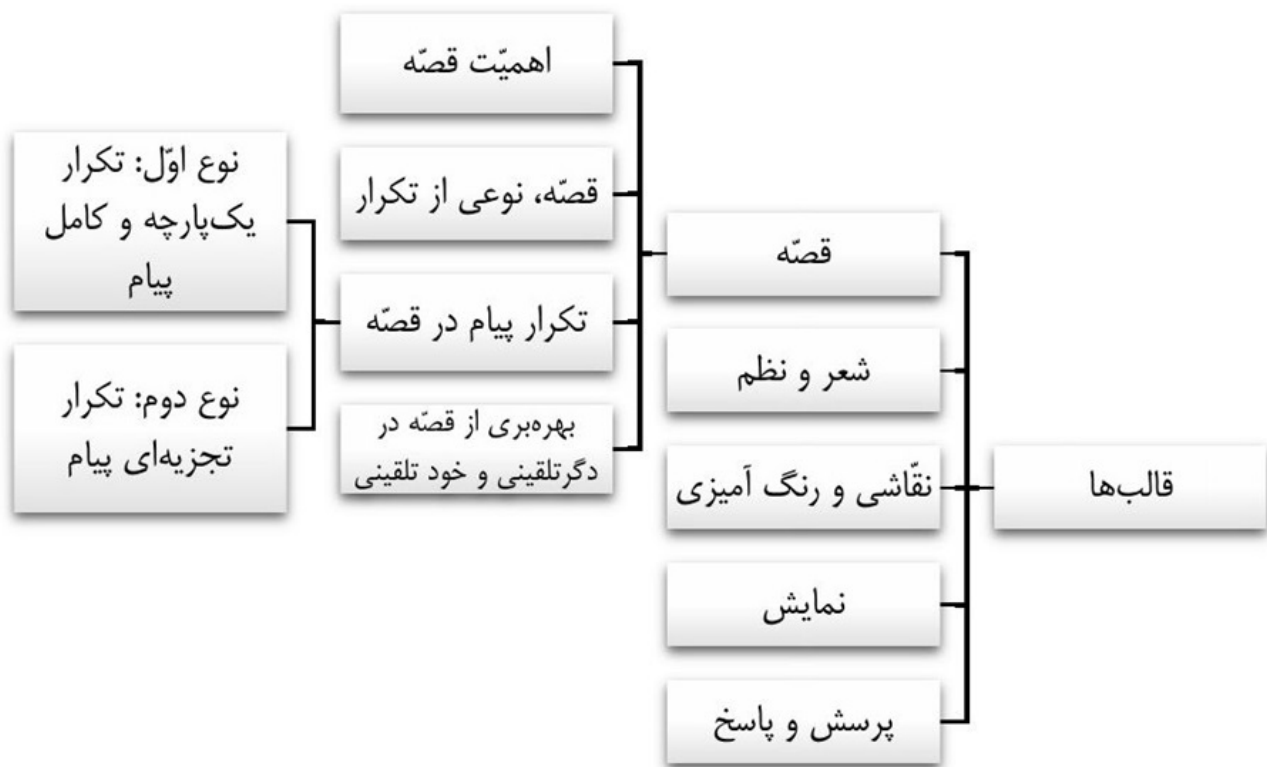 قالب‌ها
قصّه
شعر و نظم
نقّاشی و رنگ آمیزی
نمایش
پرسش و پاسخ
اهمیّت قصّه
قصّه، نوعی از تکرار
تکرار پیام در قصّه
بهره‌بری از قصّه در
دگرتلقینی و خود تلقینی
نوع اوّل: تکرار
یک‌پارچه و کامل
پیام
نوع دوم: تکرار
تجزیه‌ای پیام